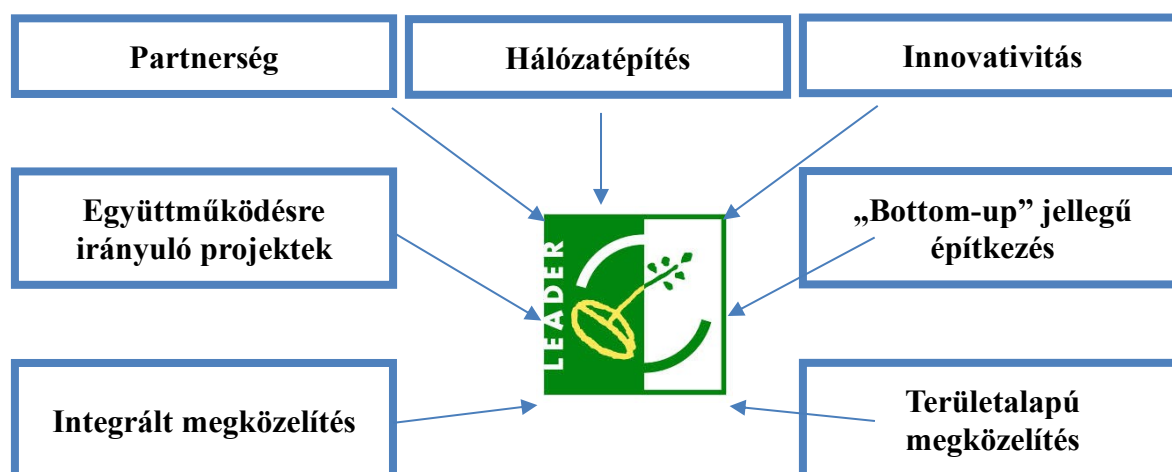 Partnerség
Hálózatépítés
Innovativitás
Együttműködésre
irányuló projektek
„Bottom-up” jellegű
építkezés
LEADER
Integrált megközelítés
Területalapú
megközelítés